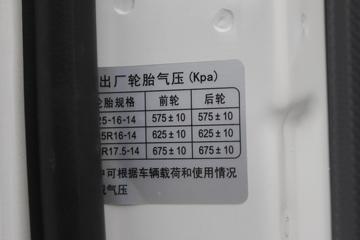 出厂轮胎气压(Kpa)
轮胎规格 前轮 后轮
25-16-14 575±10 575±10
5R16-14 625±10 625±10
R17.5-14 675±10 675±10
可根据车辆载荷和使用情况
气压